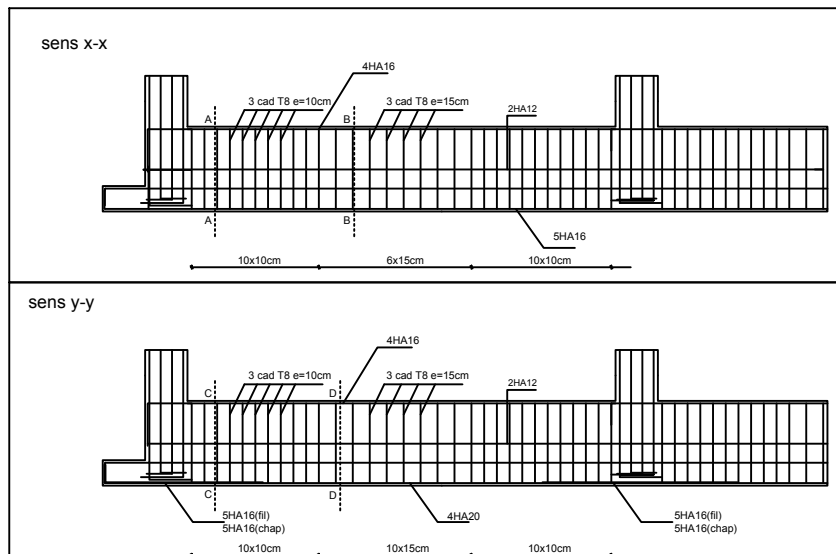 sens x-x
4HA16
3 cad T8 e=10cm
3 cad T8 e=15cm
2HA12
A
B
A
B
5HA16
10x10cm
6x15cm
10x10cm
sens y-y
4HA16
3 cad T8 e=10cm
3 cad T8 e=15cm
2HA12
C
D
C
D
5HA16(fil)
5HA16(chap)
4HA20
5HA16(fil)
5HA16(chap)
10x10cm
10x15cm
10x10cm